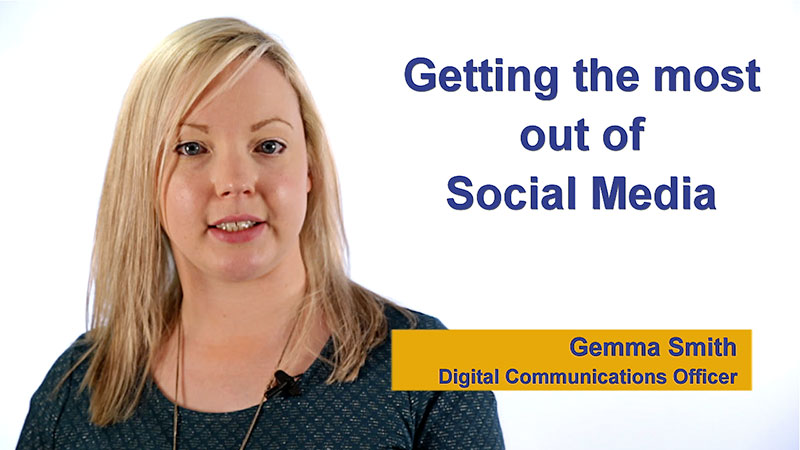 Getting the most
out of
Social Media
Gemma Smith
Digital Communications Officer